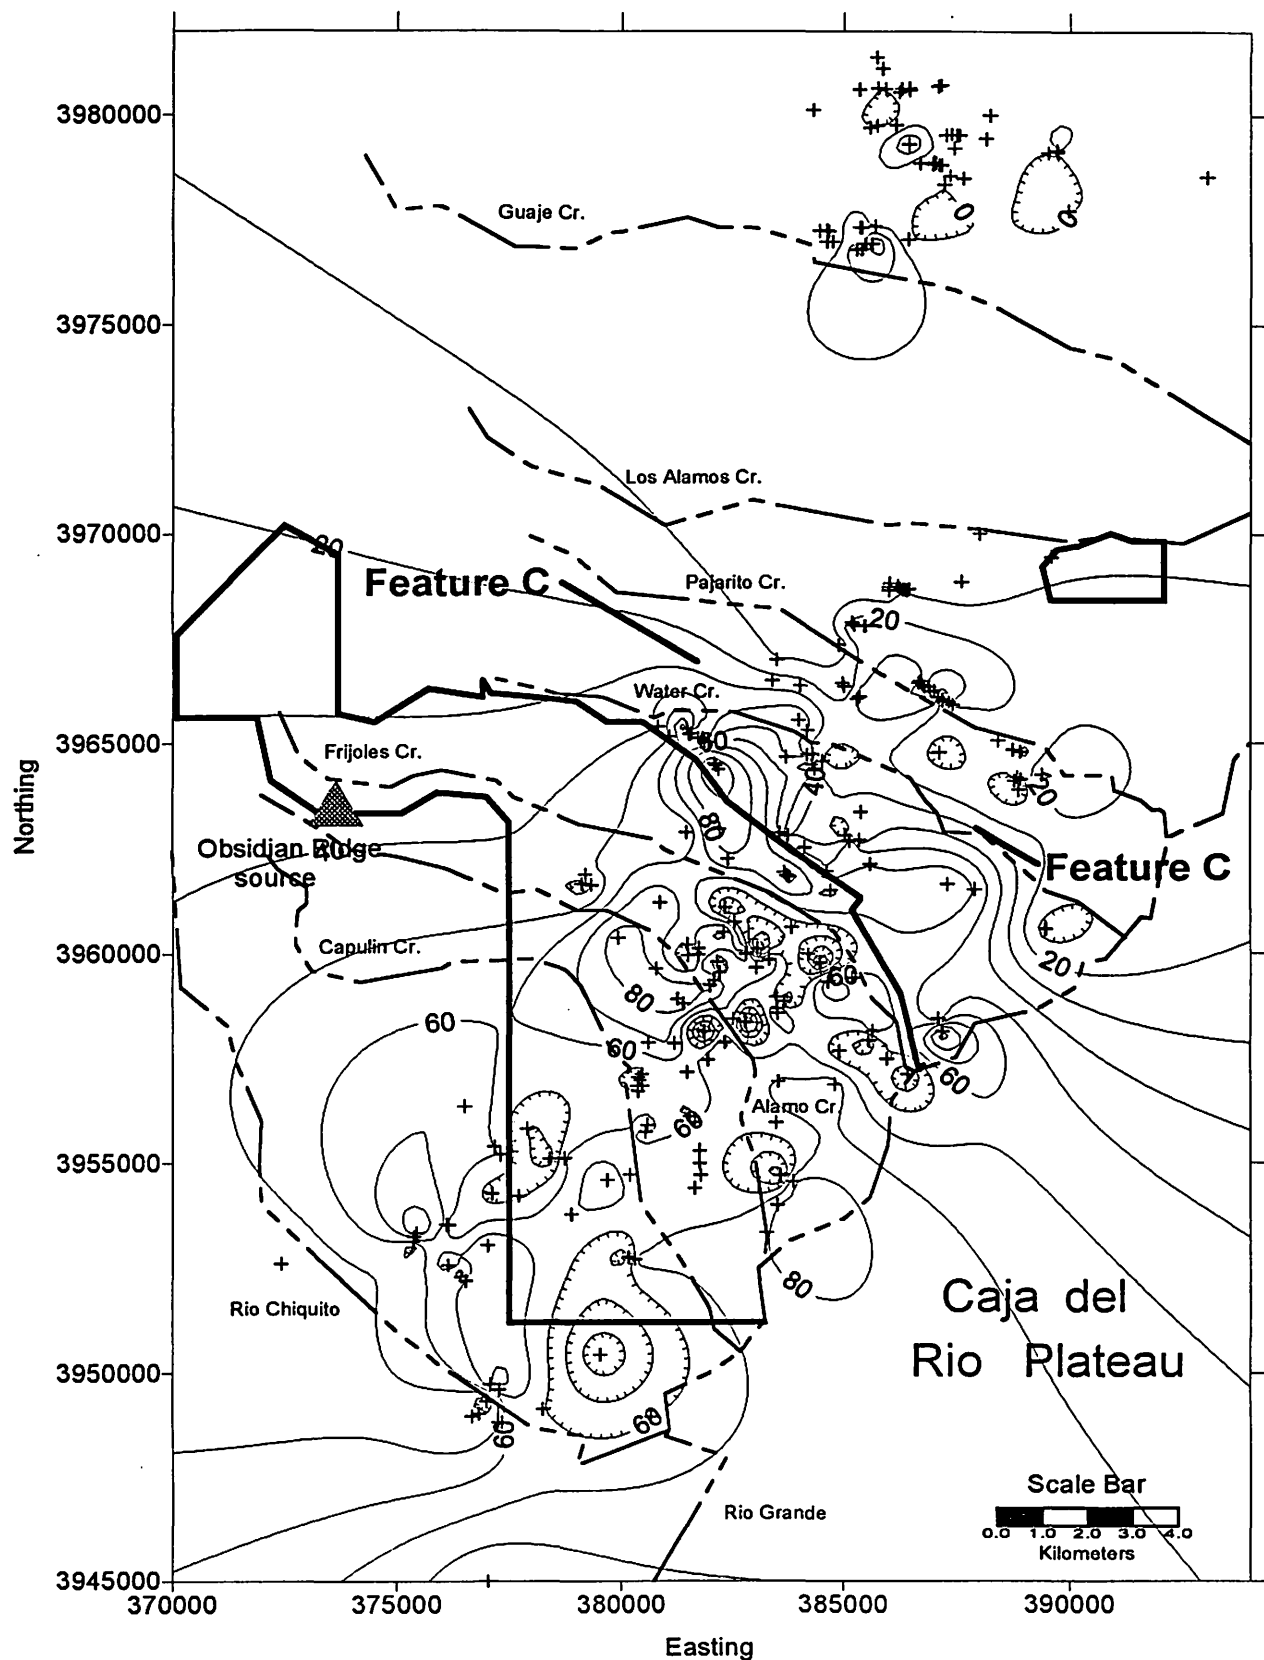 3980000
0
0
Guaje Cr.
3975000
Los Alamos Cr.
3970000
20
Feature C
Pajarito Cr.
20
Water Cr.
60
3965000
Frijoles Cr.
40
20
80
Obsidian Ridge
source
40
Feature C
Capulin Cr.
3960000
20
60
80
60
60
60
Northing
Alamo Cr.
60
3955000
80
Caja del
Rio Plateau
Rio Chiquito
3950000
60
60
Scale Bar
0.0 1.0 2.0 3.0 4.0
Kilometers
Rio Grande
3945000
370000 375000 380000 385000 390000
Easting